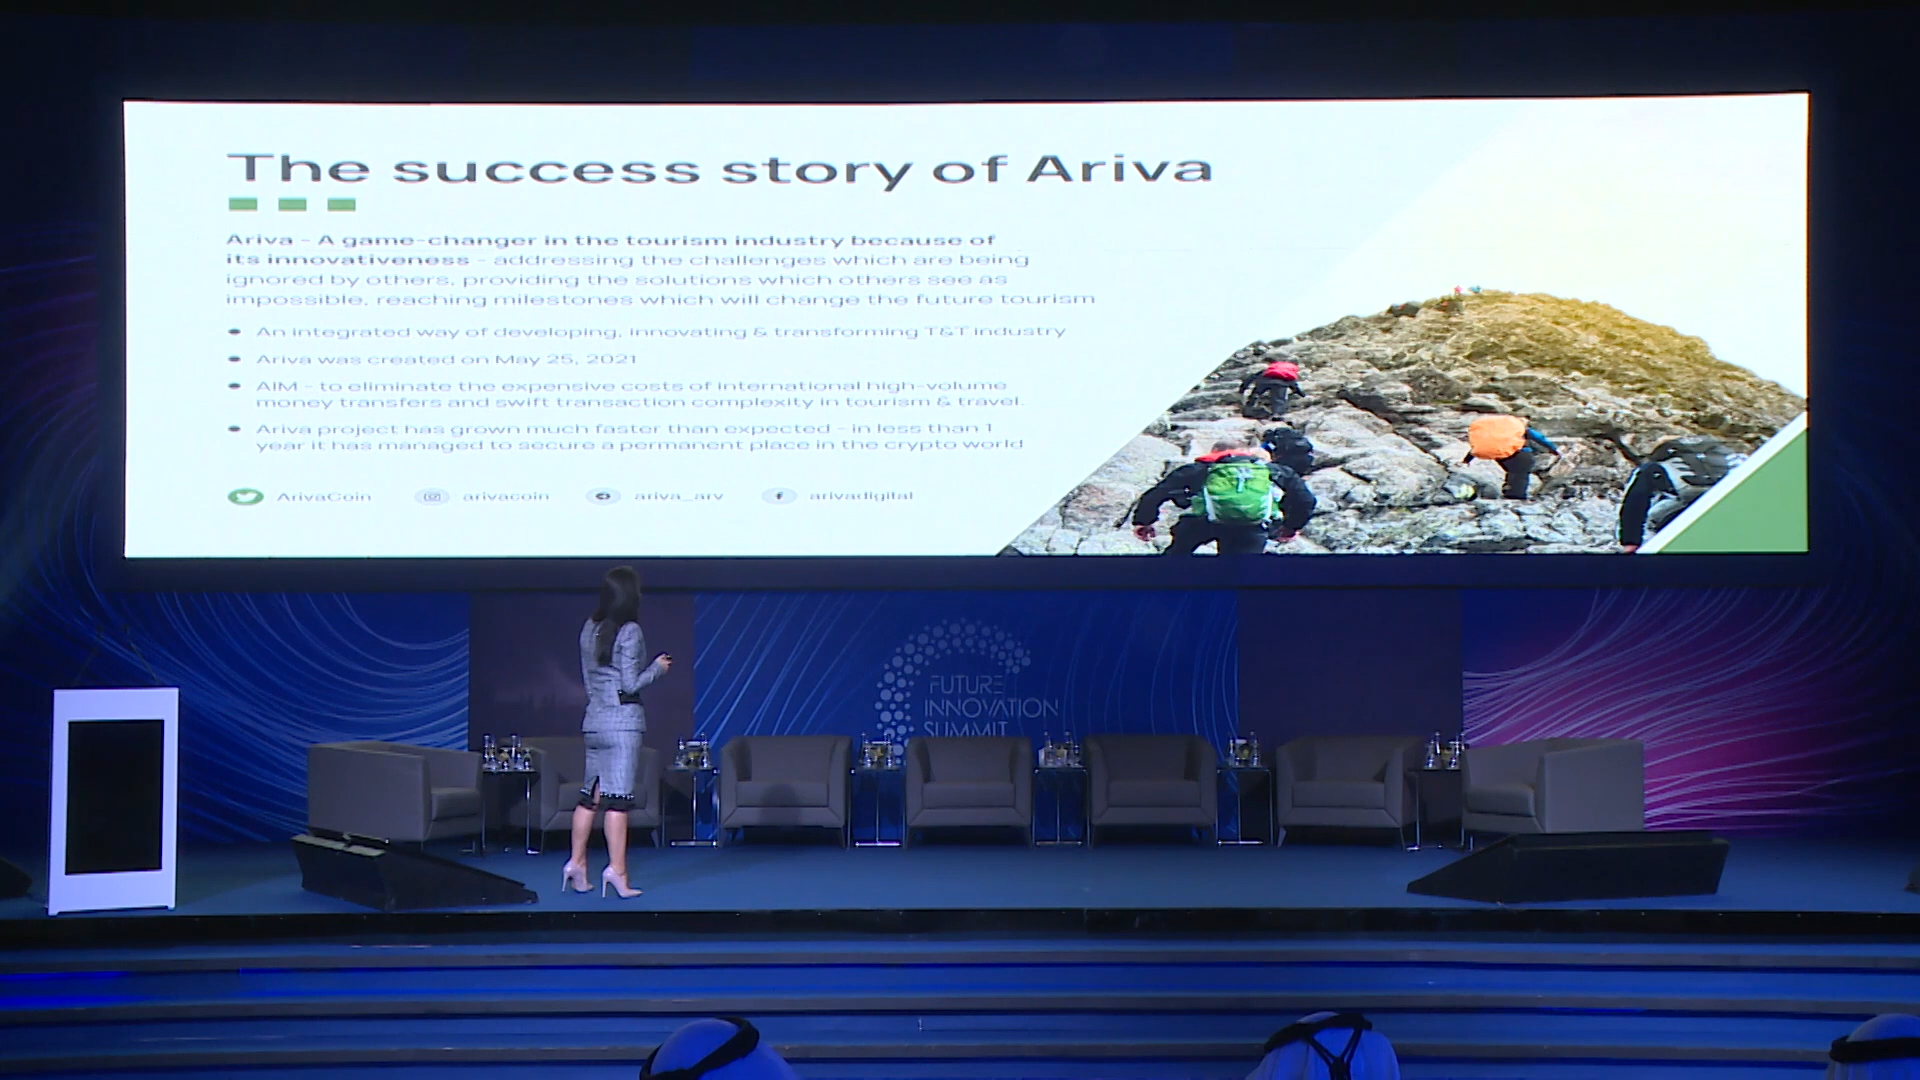 The success story of Ariva
Ariva - A game-changer in the tourism industry because of
its innovativeness - addressing the challenges which are being
ignored by others, providing the solutions which others see as
impossible, reaching milestones which will change the future tourism
An integrated way of developing, innovating & transforming T&T industry
Ariva was created on May 25, 2021
AIM - to eliminate the expensive costs of international high-volume
money transfers and swift transaction complexity in tourism & travel.
Ariva project has grown much faster than expected - in less than 1
year it has managed to secure a permanent place in the crypto world
ArivaCoin arivacoin ariva_arv arivadigital
FUTURE
INNOVATION
SUMMIT